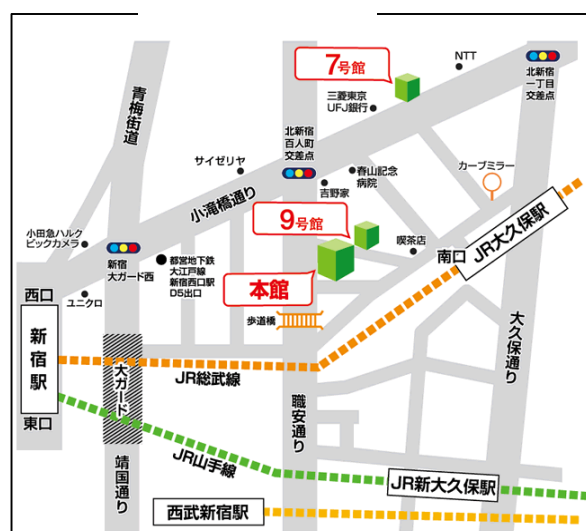 7号館
NTT
北新宿
一丁目
交差点
三菱東京
UFJ銀行
青梅街道
北新宿
百人町
交差点
サイゼリヤ
春山記念
病院
カーブミラー
吉野家
小滝橋通り
9号館
小田急ハルク
ビックカメラ
喫茶店
南口
JR大久保駅
新宿
大ガード西
都営地下鉄
大江戸線
新宿西口駅
D5出口
本館
西口
ユニクロ
歩道橋
大久保通り
新宿駅
大ガード
JR総武線
職安通り
東口
JR山手線
靖国通り
JR新大久保駅
西武新宿駅